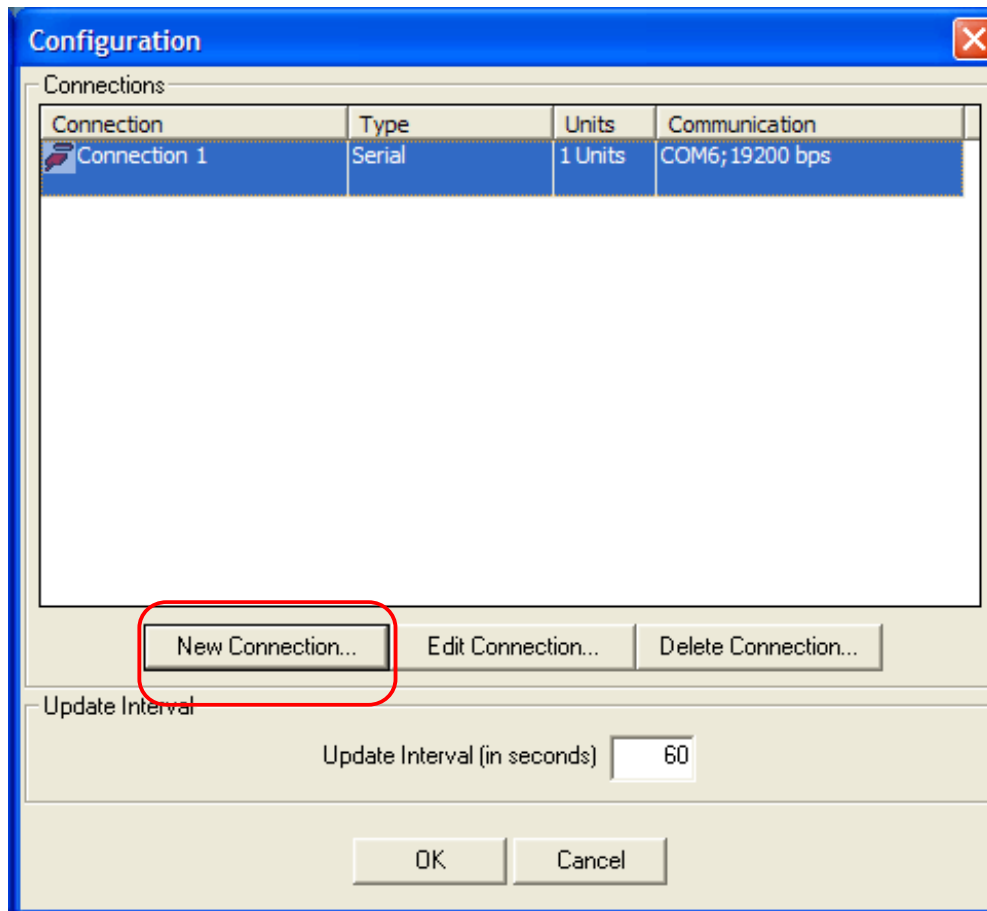 Configuration
Connections
Connection Type Units Communication
Connection 1 Serial 1 Units COM6;19200 bps
New Connection... Edit Connection... Delete Connection...
Update Interval
Update Interval (in seconds) 60
OK Cancel